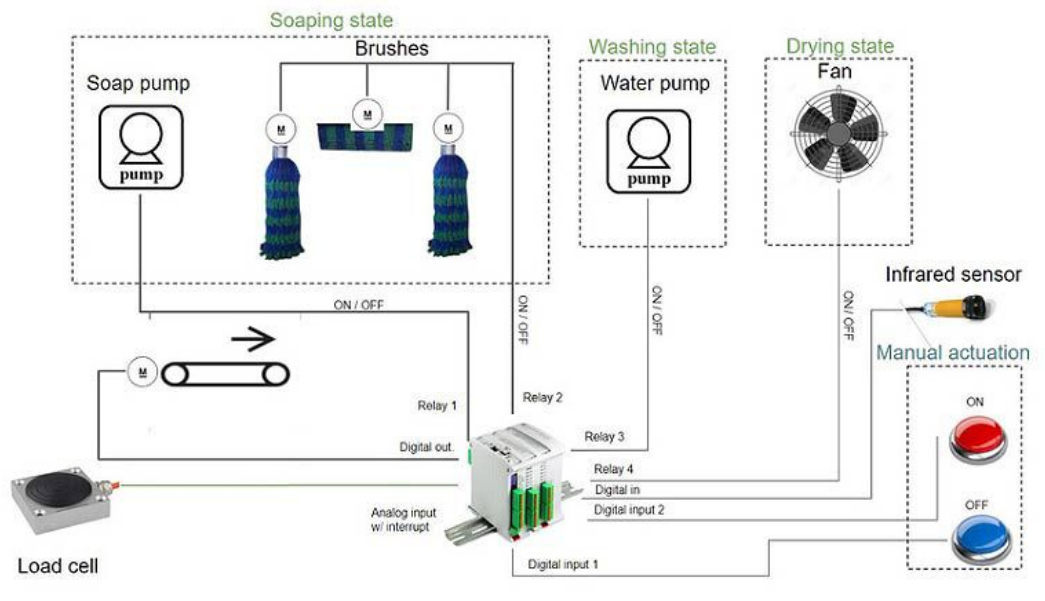 Soaping state
Brushes
Washing state
Drying state
Soap pump
Water pump
Fan
M
M
M
pump
pump
Infrared sensor
ON / OFF
ON / OFF
ON / OFF
ON/ OFF
Manual actuation
M
ON
Relay 1
Relay 2
Relay 3
Digital out.
Relay 4
Digital in
Digital input 2
OFF
Analog input
w/ interrupt
Load cell
Digital input 1